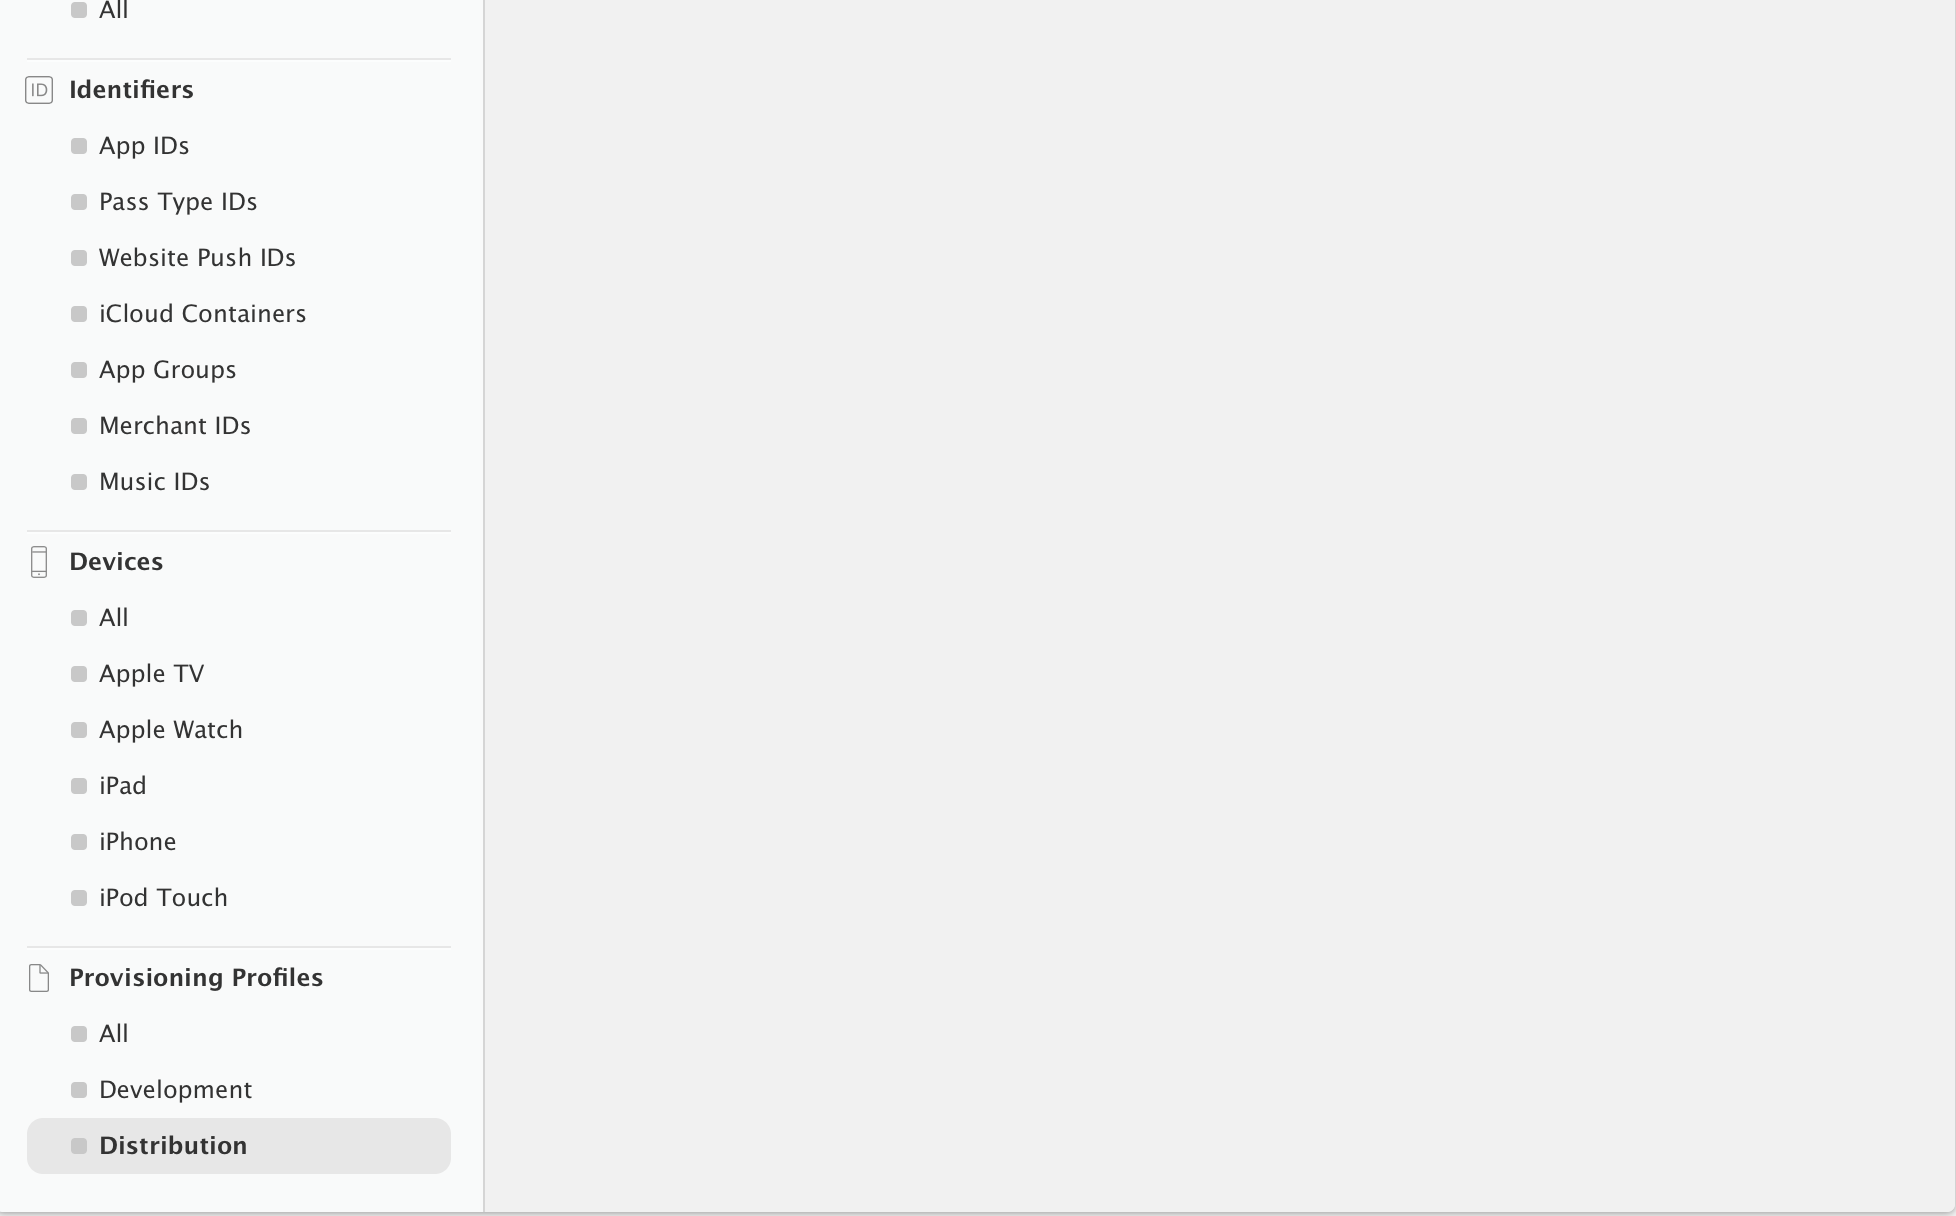 All
ID Identifiers
App IDs
Pass Type IDs
Website Push IDs
iCloud Containers
App Groups
Merchant IDs
Music IDs
Devices
All
Apple TV
Apple Watch
iPad
iPhone
iPod Touch
Provisioning Profiles
All
Development
Distribution